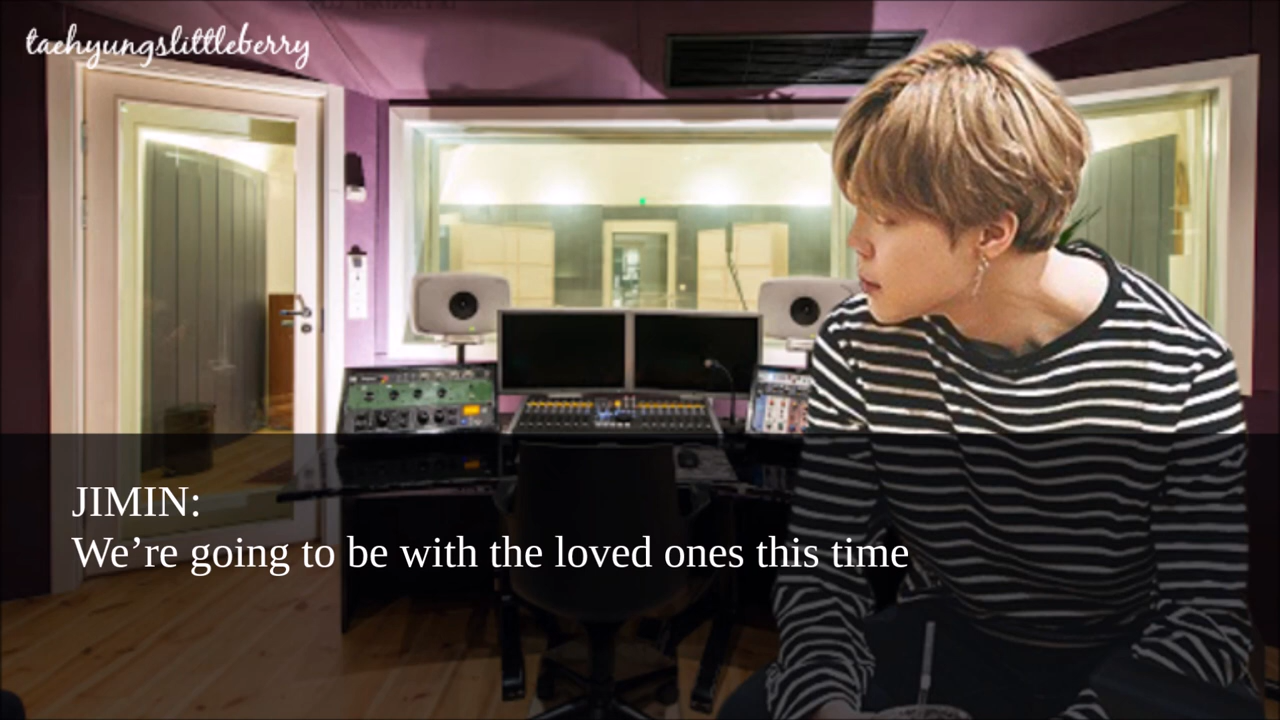 taehyungslittleberry
JIMIN:
We’re going to be with the loved ones this time